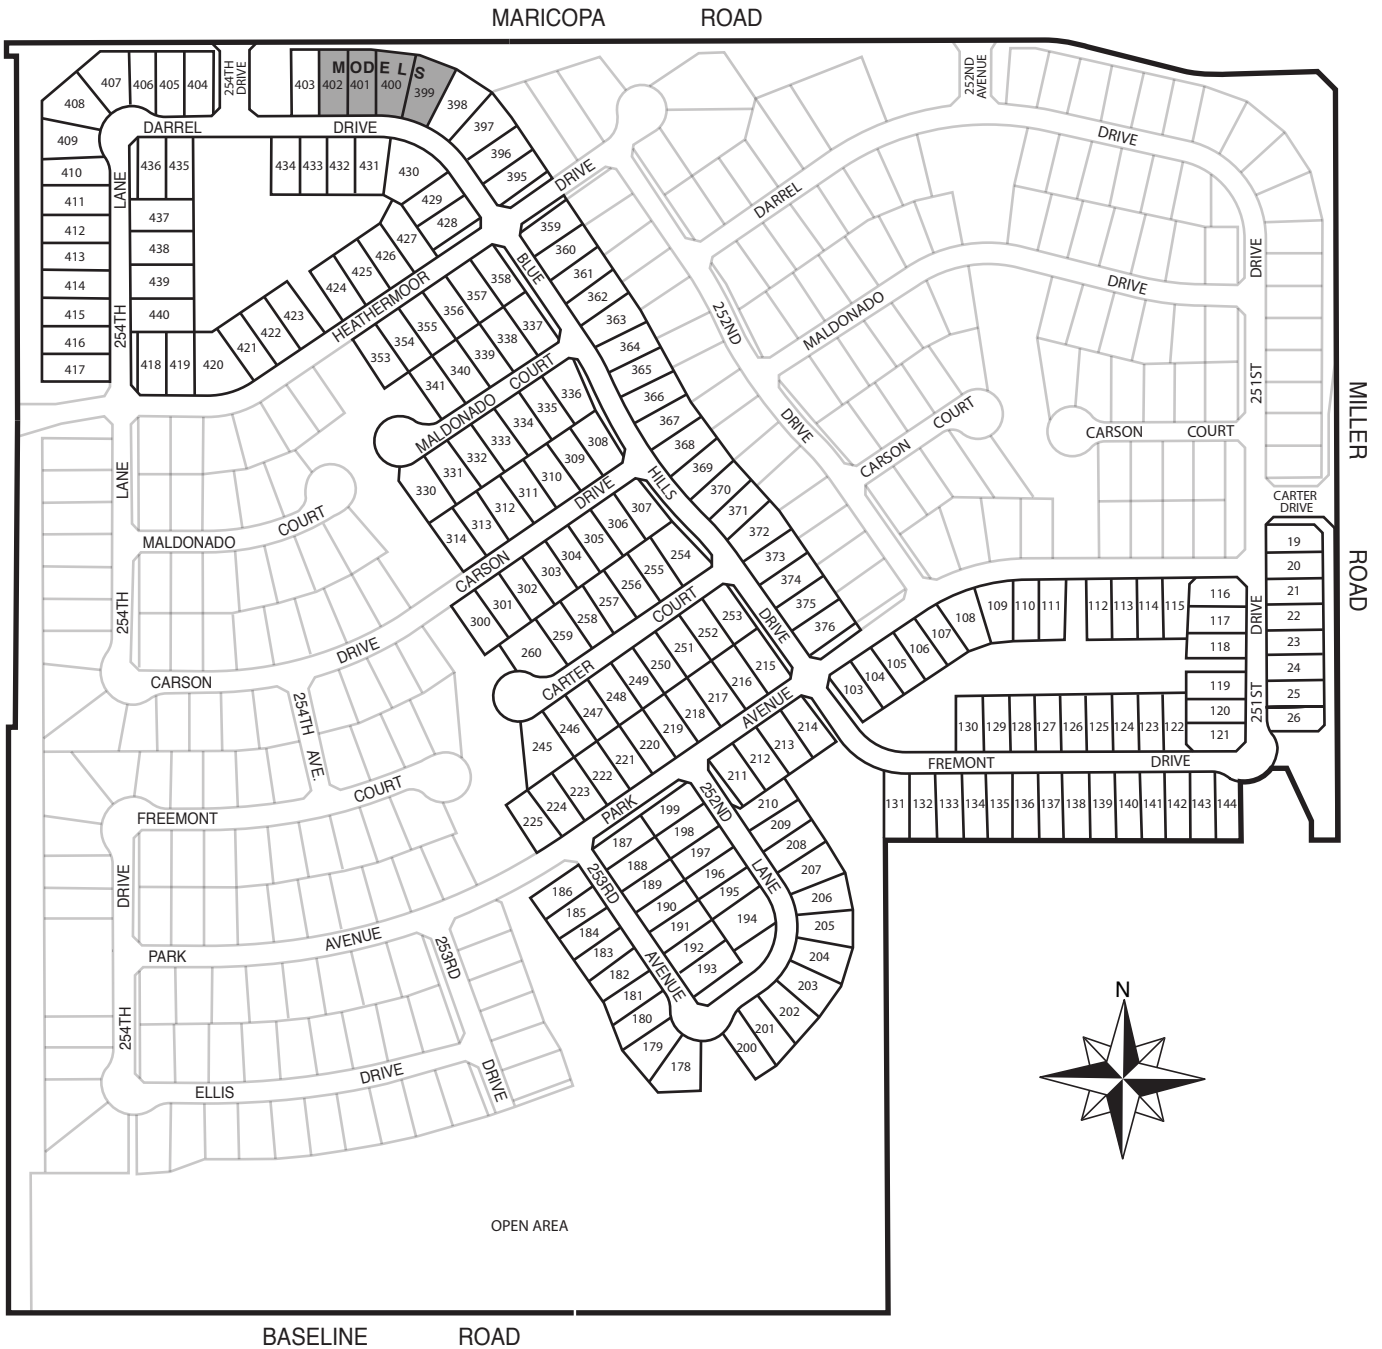 MARICOPA ROAD
407 406 405 404
254TH DRIVE
403 402 401 400 399 398
MODELS
252ND AVENUE
408
397
409
DARREL DRIVE
396
DRIVE
410
436 435
434 433 432 431 430
395
DRIVE
411
LANE
429
DARREL
412
437
428
359
413
438
427
360
426
BLUE
414
439
425
358
361
DRIVE
424
HEATHERMOOR
357
362
DRIVE
415
440
423
356
337
363
252ND
MALDONADO
416
254TH
422
355
338
364
421
354
339
417
418 419 420
353
340
COURT
365
251ST
341
336
366
MALDONADO
335
367
334
308
368
DRIVE
COURT
MILLER
333
309
369
CARSON
CARSON COURT
332
310
HILLS
370
331
311
DRIVE
371
CARTER DRIVE
LANE
330
312
307
372
COURT
313
306
254
373
19
MALDONADO
314
305
255
374
20
CARSON
304
256
375
ROAD
303
257
COURT
376
21
302
258
253
109 110 111
112 113 114 115
116
22
254TH
301
259
252
DRIVE
108
117
DRIVE
23
300
260
251
215
107
118
24
DRIVE
CARTER
250
216
106
119
25
CARSON
249
217
105
120
251ST
26
254TH AVE.
248
218
AVENUE
104
121
247
219
214
103
130 129 128 127 126 125 124 123 122
246
220
213
245
221
212
FREMONT DRIVE
222
211
COURT
223
PARK
252ND
210
131 132 133 134 135 136 137 138 139 140 141 142 143 144
FREEMONT
224
199
209
225
187
198
208
188
197
207
DRIVE
186
253RD
189
196
LANE
206
185
190
195
205
184
191
194
204
AVENUE
183
192
203
PARK
253RD
182
193
202
181
AVENUE
201
254TH
180
200
179
178
N
DRIVE
DRIVE
ELLIS
OPEN AREA
BASELINE ROAD